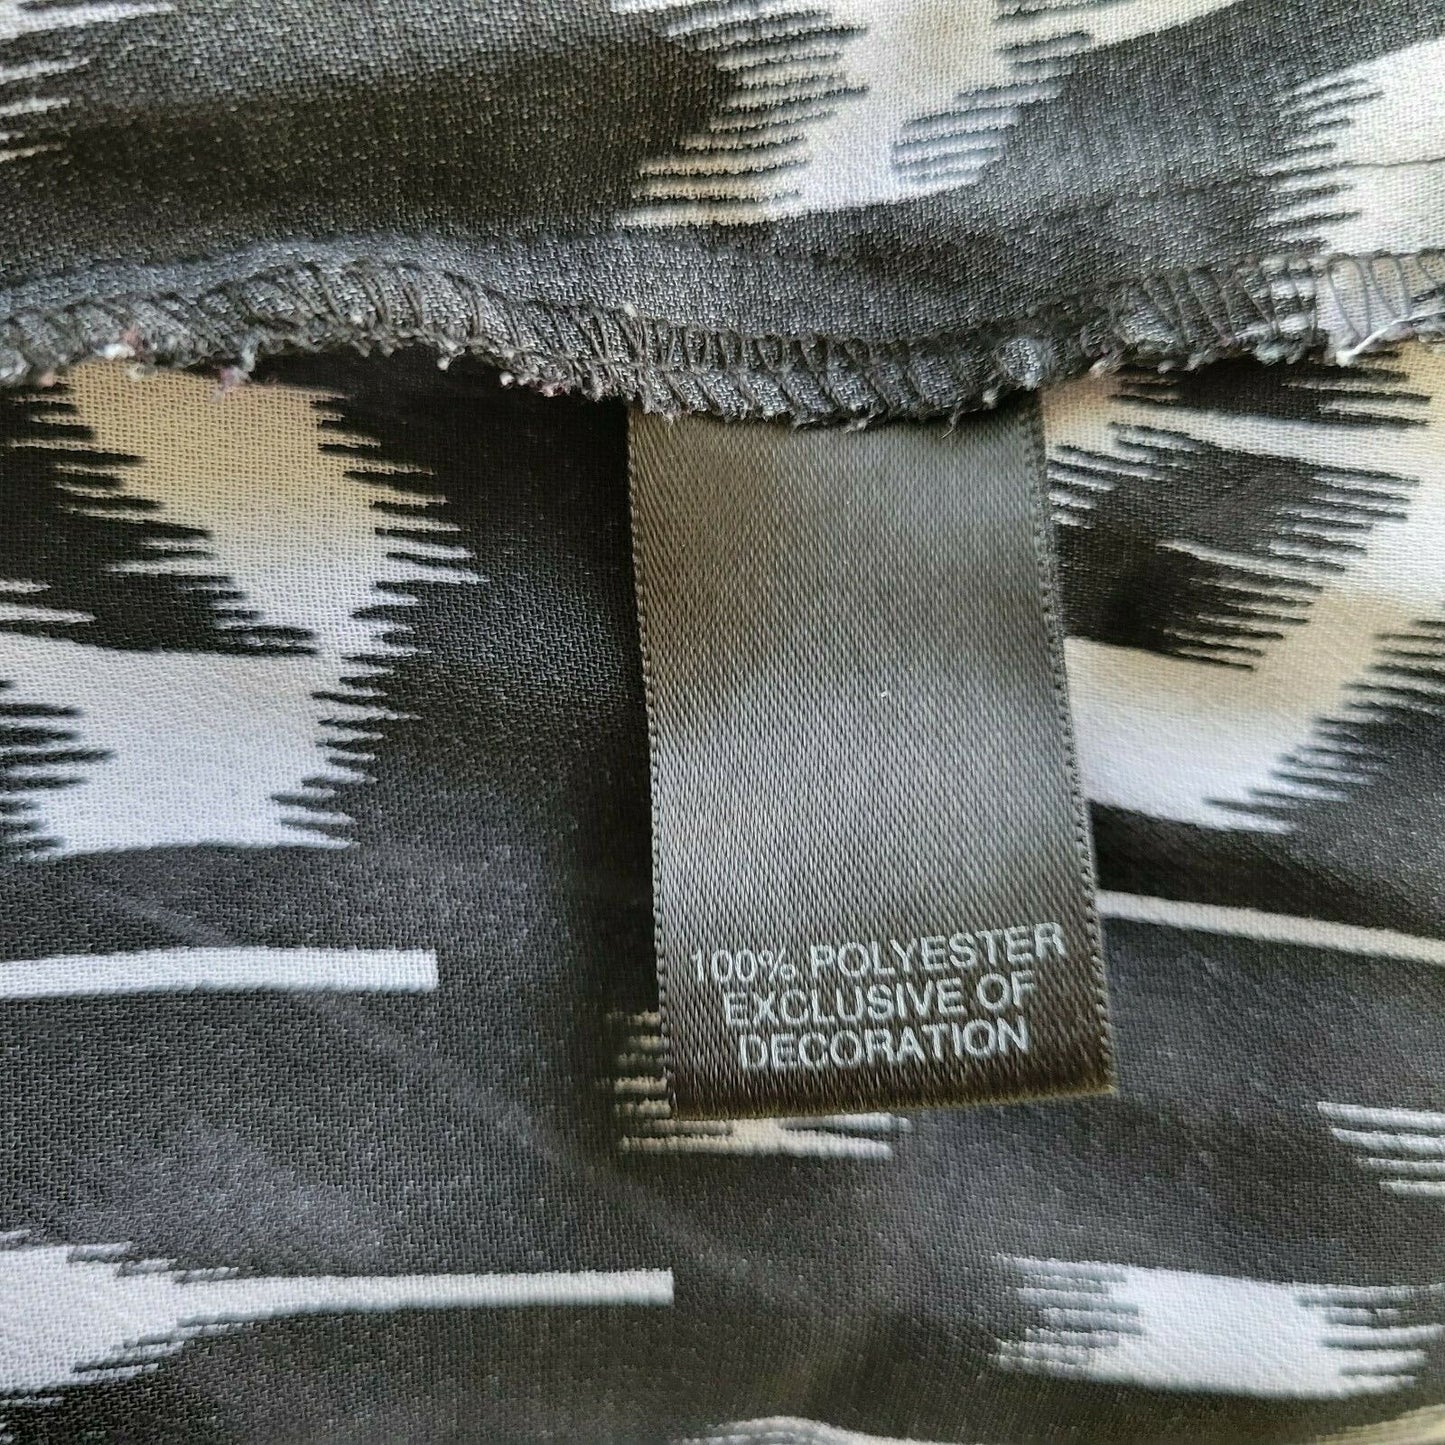 100% POLYESTER
EXCLUSIVE OF
DECORATION